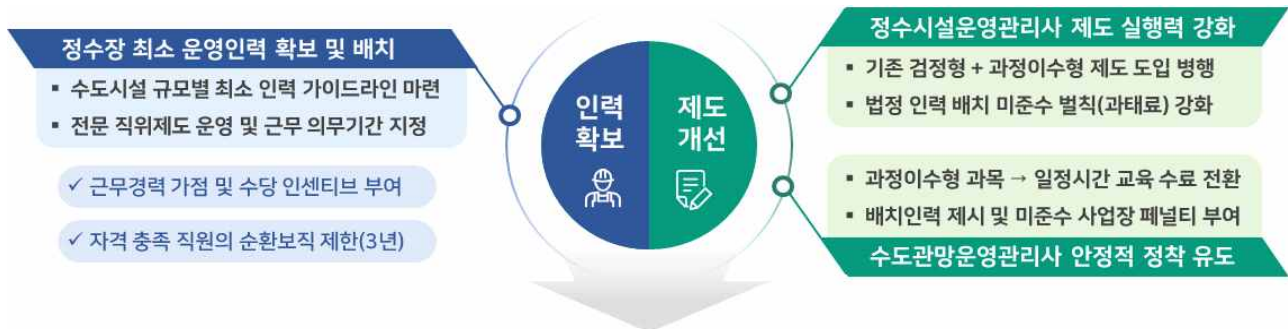 정수장 최소 운영인력 확보 및 배치
▪ 수도시설 규모별 최소 인력 가이드라인 마련
▪ 전문 직위제도 운영 및 근무 의무기간 지정
✓ 근무경력 가점 및 수당 인센티브 부여
✓ 자격 충족 직원의 순환보직 제한(3년)
인력
확보
제도
개선
정수시설운영관리사 제도 실행력 강화
▪ 기존 검정형 + 과정이수형 제도 도입 병행
▪ 법정 인력 배치 미준수 벌칙(과태료) 강화
▪ 과정이수형 과목 → 일정시간 교육 수료 전환
▪ 배치인력 제시 및 미준수 사업장 페널티 부여
수도관망운영관리사 안정적 정착 유도